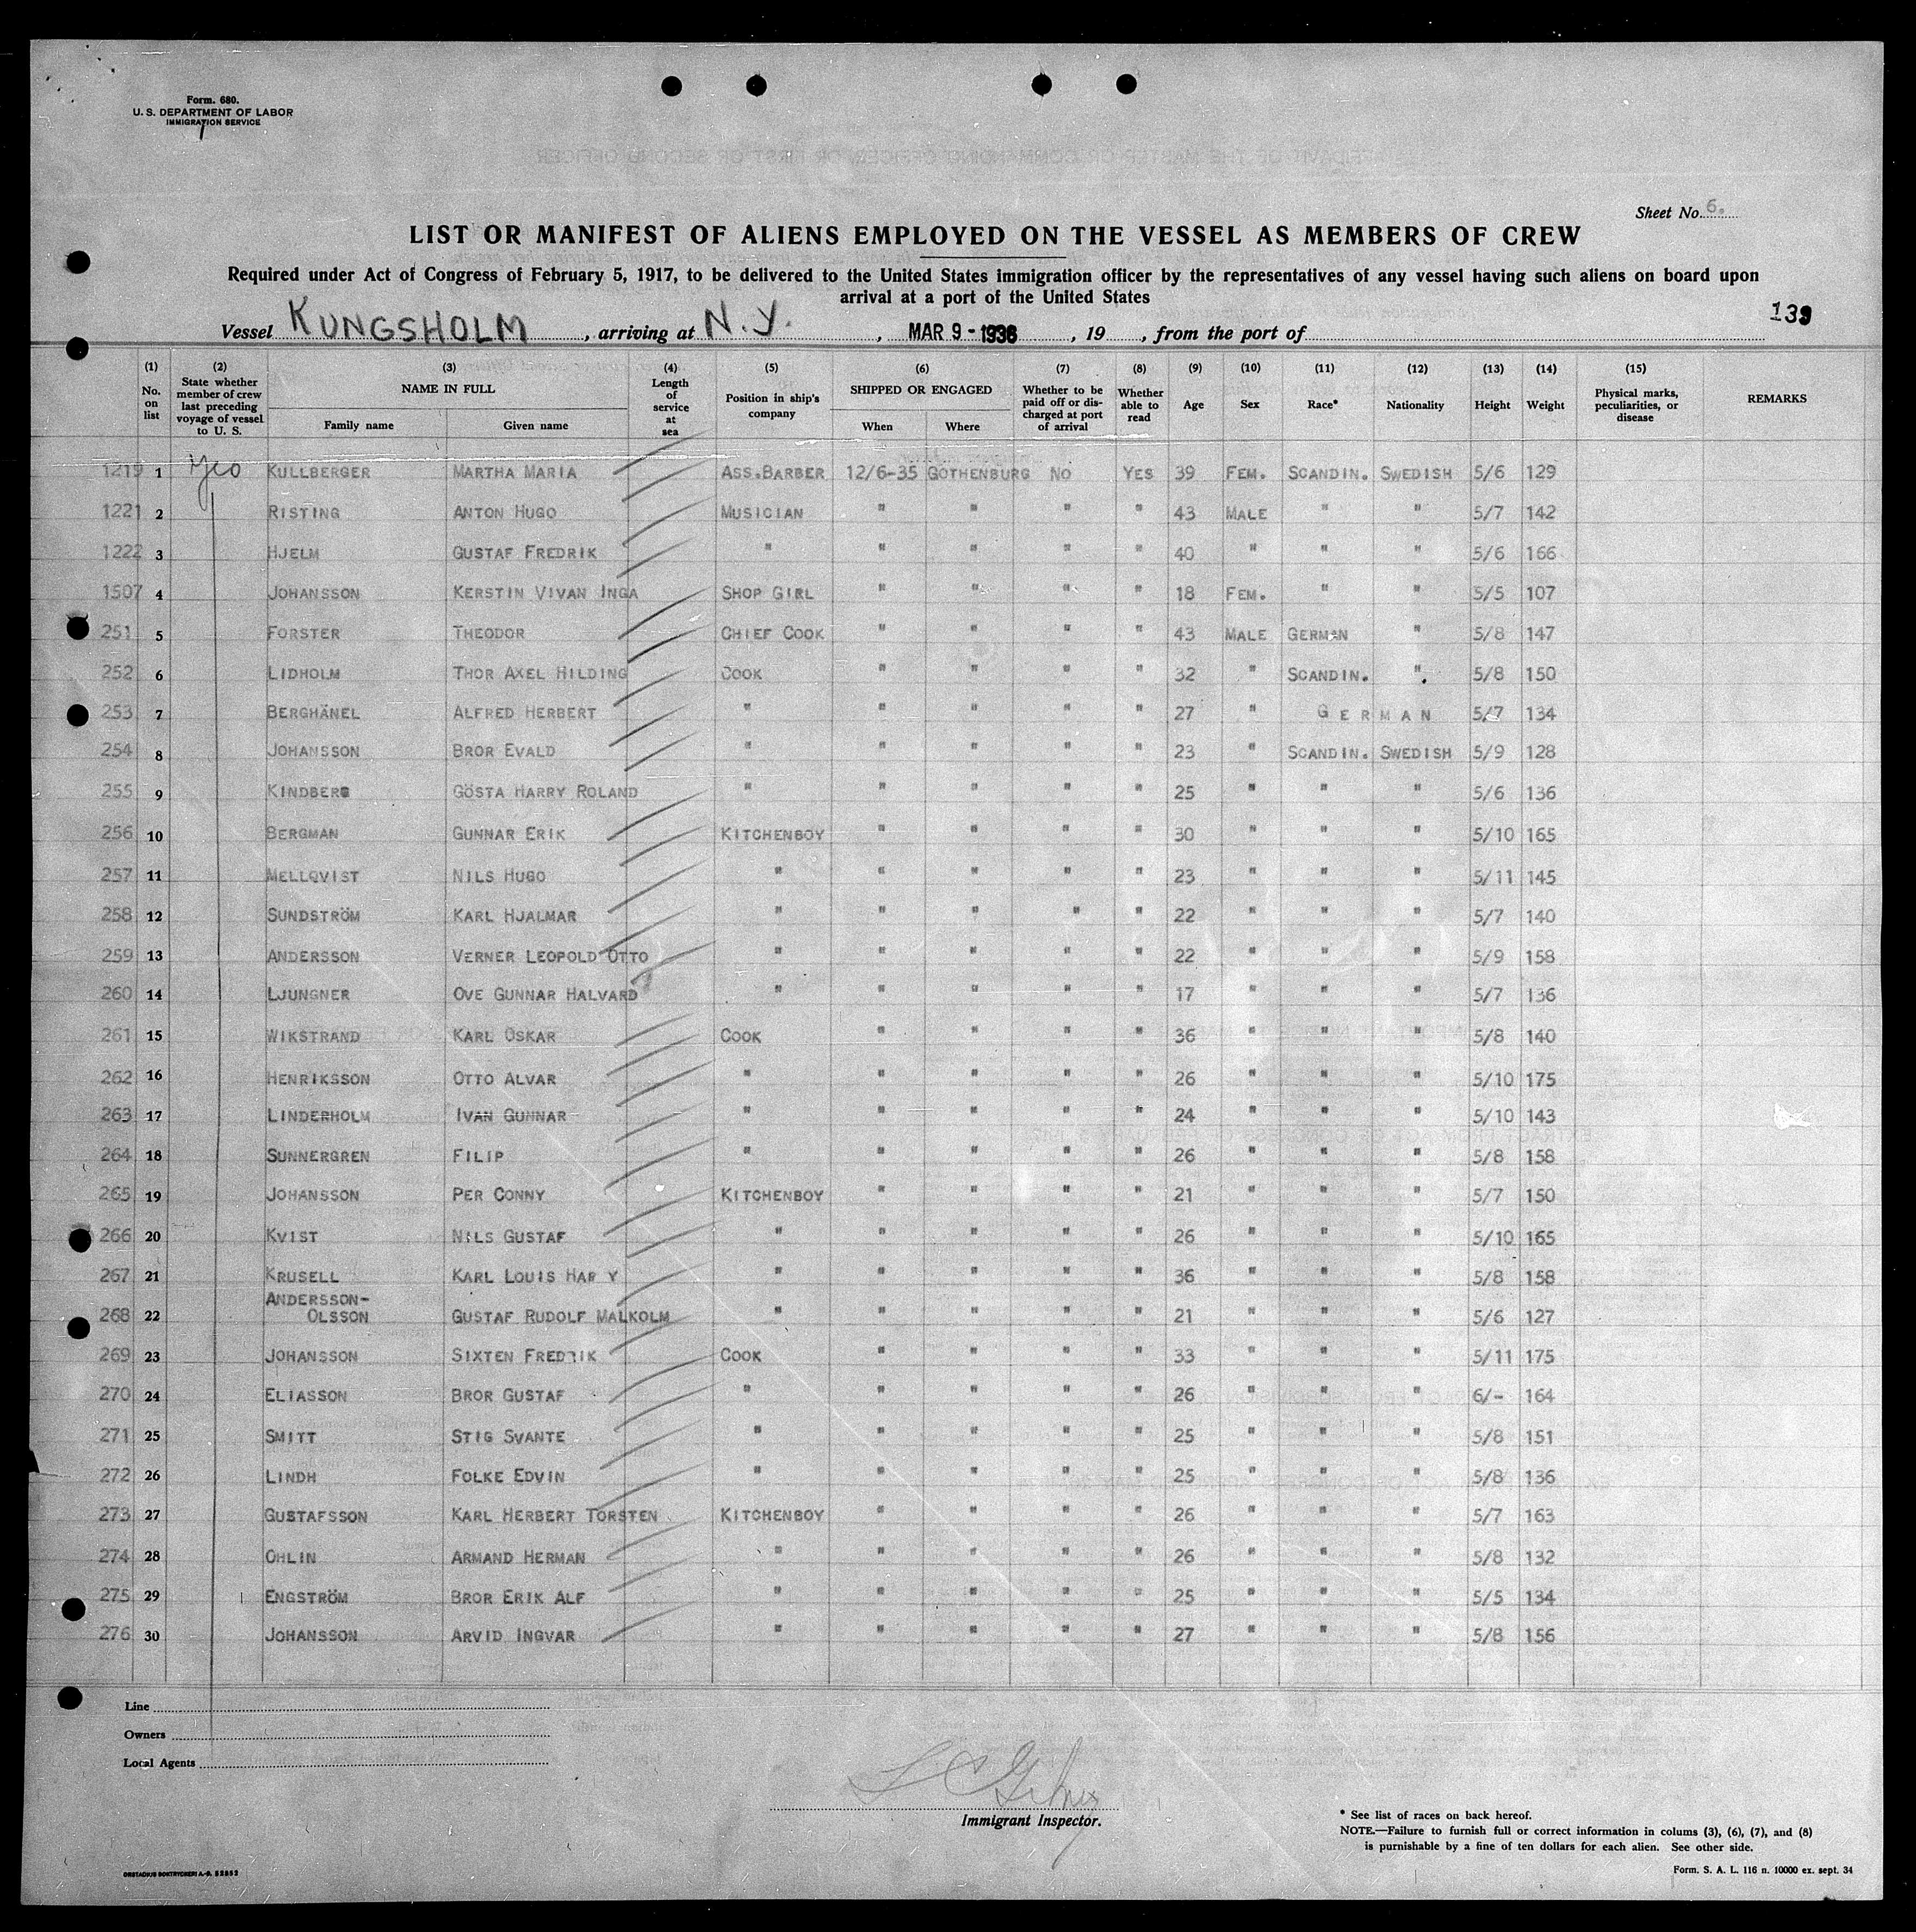 Form. 680.
U. S. DEPARTMENT OF LABOR
IMMIGRATION SERVICE
Sheet No. 6.
LIST OR MANIFEST OF ALIENS EMPLOYED ON THE VESSEL AS MEMBERS OF CREW
Required under Act of Congress of February 5, 1917, to be delivered to the United States immigration officer by the representatives of any vessel having such aliens on board upon
arrival at a port of the United States
139
Vessel KUNGSHOLM, arriving at N.Y., MAR 9 - 1936, 19 , from the port of
(1) (2) (3) (4) (5) (6) (7) (8) (9) (10) (11) (12) (13) (14) (15)
No. on list State whether member of crew last preceding voyage of vessel to U. S. NAME IN FULL Family name Given name Length of service at sea Position in ship's company SHIPPED OR ENGAGED When Where Whether to be paid off or discharged at port of arrival Whether able to read Age Sex Race* Nationality Height Weight Physical marks, peculiarities, or disease REMARKS
1219 1 Yes KULLBERGER MARTHA MARIA ASS.BARBER 12/6-35 GOTHENBURG NO YES 39 FEM. SCANDIN. SWEDISH 5/6 129
1221 2 RISTING ANTON HUGO MUSICIAN " " " " 43 MALE " " 5/7 142
1222 3 HJELM GUSTAF FREDRIK " " " " " 40 " " " 5/6 166
1507 4 JOHANSSON KERSTIN VIVAN INGA SHOP GIRL " " " " 18 FEM. " " 5/5 107
251 5 FORSTER THEODOR CHIEF COOK " " " " 43 MALE GERMAN " 5/8 147
252 6 LIDHOLM THOR AXEL HILDING COOK " " " " 32 " SCANDIN. " 5/8 150
253 7 BERGHÄNEL ALFRED HERBERT " " " " " 27 " GERMAN 5/7 134
254 8 JOHANSSON BROR EVALD " " " " " 23 " SCANDIN. SWEDISH 5/9 128
255 9 KINDBERG GÖSTA HARRY ROLAND " " " " " 25 " " " 5/6 136
256 10 BERGMAN GUNNAR ERIK KITCHENBOY " " " " 30 " " " 5/10 165
257 11 MELLQVIST NILS HUGO " " " " " 23 " " " 5/11 145
258 12 SUNDSTRÖM KARL HJALMAR " " " " " 22 " " " 5/7 140
259 13 ANDERSSON VERNER LEOPOLD OTTO " " " " " 22 " " " 5/9 158
260 14 LJUNGNER OVE GUNNAR HALVARD " " " " " 17 " " " 5/7 136
261 15 WIKSTRAND KARL OSKAR COOK " " " " 36 " " " 5/8 140
262 16 HENRIKSSON OTTO ALVAR " " " " " 26 " " " 5/10 175
263 17 LINDERHOLM IVAN GUNNAR " " " " " 24 " " " 5/10 143
264 18 SUNNERGREN FILIP " " " " " 26 " " " 5/8 158
265 19 JOHANSSON PER CONNY KITCHENBOY " " " " 21 " " " 5/7 150
266 20 KVIST NILS GUSTAF " " " " " 26 " " " 5/10 165
267 21 KRUSELL KARL LOUIS HAR Y " " " " " 36 " " " 5/8 158
ANDERSSON-
268 22 OLSSON GUSTAF RUDOLF MALKOLM " " " " " 21 " " " 5/6 127
269 23 JOHANSSON SIXTEN FREDRIK COOK " " " " 33 " " " 5/11 175
270 24 ELIASSON BROR GUSTAF " " " " " 26 " " " 6/- 164
271 25 SMITT STIG SVANTE " " " " " 25 " " " 5/8 151
272 26 LINDH FOLKE EDVIN " " " " " 25 " " " 5/8 136
273 27 GUSTAFSSON KARL HERBERT TORSTEN KITCHENBOY " " " " 26 " " " 5/7 163
274 28 OHLIN ARMAND HERMAN " " " " " 26 " " " 5/8 132
275 29 ENGSTRÖM BROR ERIK ALF " " " " " 25 " " " 5/5 134
276 30 JOHANSSON ARVID INGVAR " " " " " 27 " " " 5/8 156
Line
Owners
Local Agents
Immigrant Inspector.
* See list of races on back hereof.
NOTE.—Failure to furnish full or correct information in colums (3), (6), (7), and (8)
is punishable by a fine of ten dollars for each alien. See other side.
ORSTADIUS BOKTRYCKERI A.-B. 52552
Form. S. A. L. 116 n. 10000 ex. sept. 34